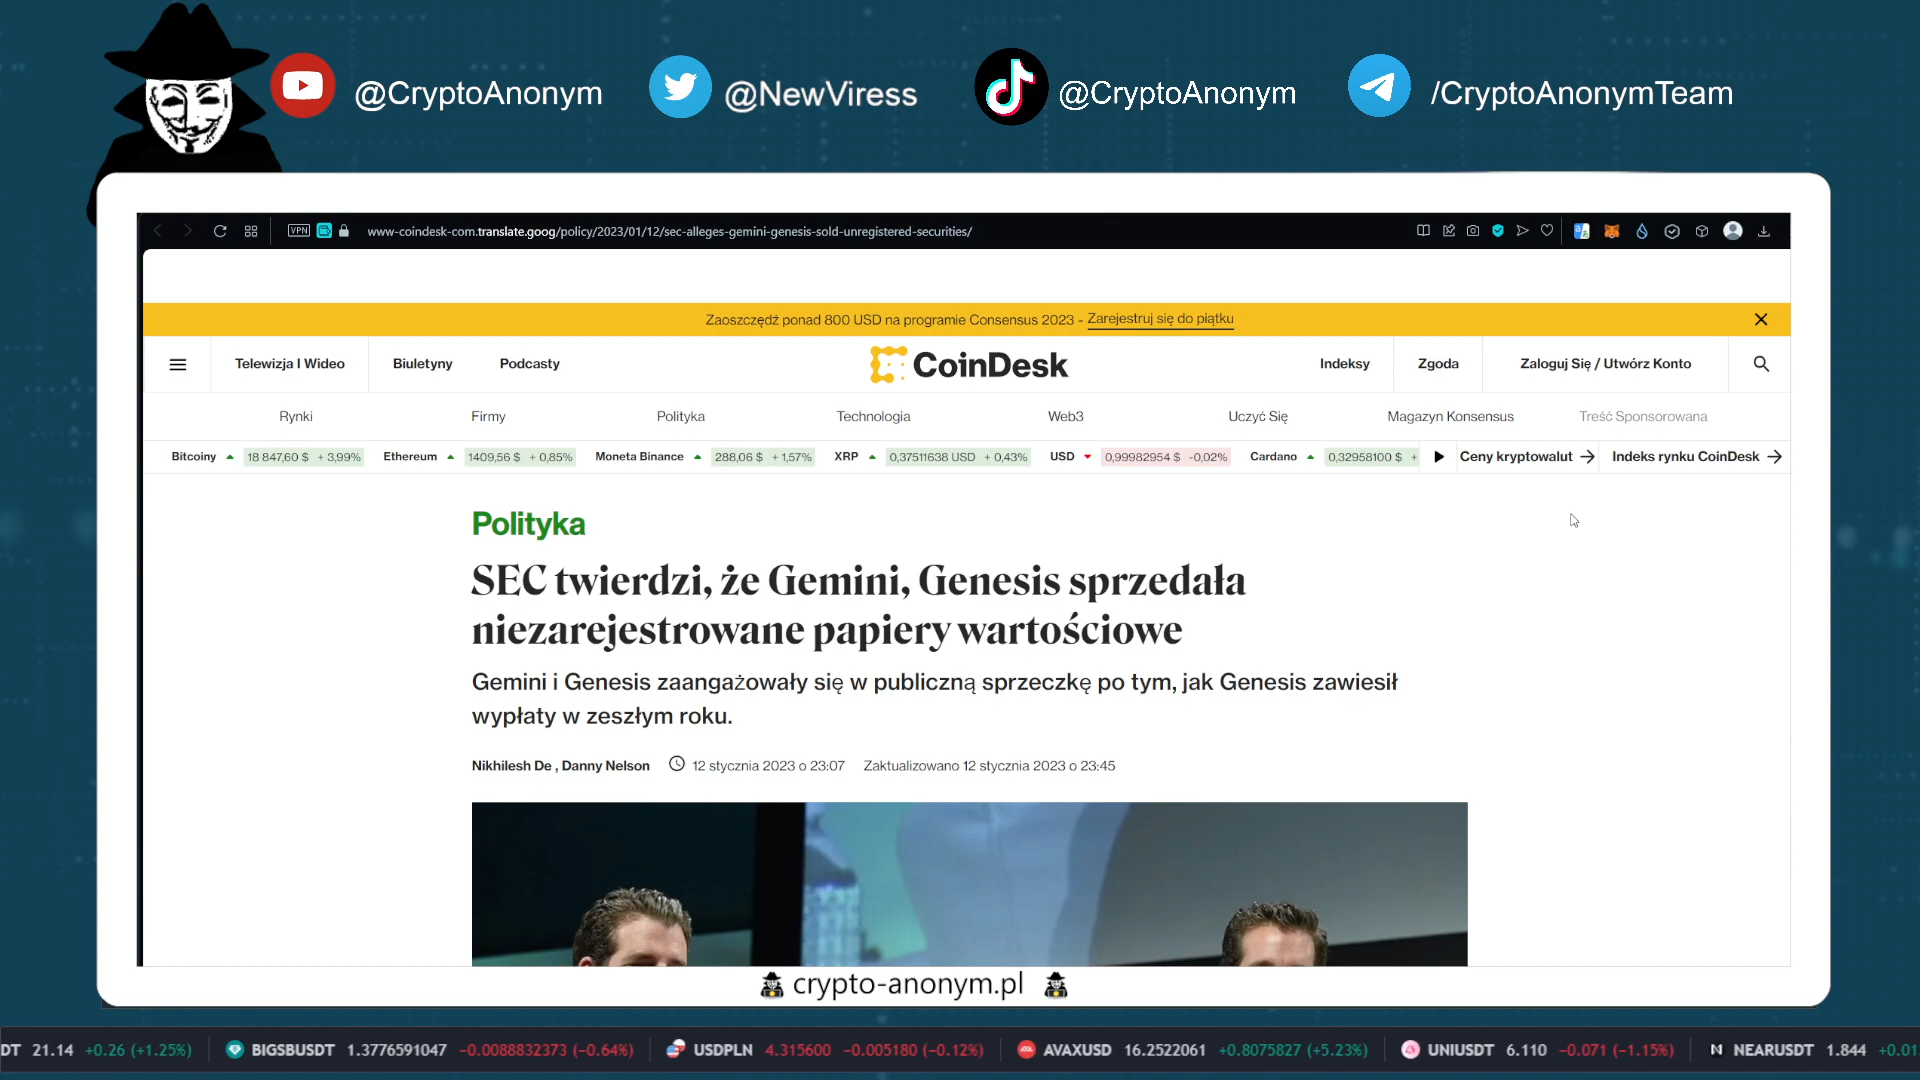 @CryptoAnonym @NewViress @CryptoAnonym /CryptoAnonymTeam
VPN www-coindesk-com.translate.goog/policy/2023/01/12/sec-alleges-gemini-genesis-sold-unregistered-securities/
Zaoszczędź ponad 800 USD na programie Consensus 2023 - Zarejestruj się do piątku
Telewizja I Wideo Biuletyny Podcasty CoinDesk Indeksy Zgoda Zaloguj Się / Utwórz Konto
Rynki Firmy Polityka Technologia Web3 Uczyć Się Magazyn Konsensus Treść Sponsorowana
Bitcoiny 18 847,60 $ + 3,99% Ethereum 1409,56 $ + 0,85% Moneta Binance 288,06 $ + 1,57% XRP 0,37511638 USD + 0,43% USD 0,99982954 $ -0,02% Cardano 0,32958100 $ + Ceny kryptowalut Indeks rynku CoinDesk
Polityka
SEC twierdzi, że Gemini, Genesis sprzedała
niezarejestrowane papiery wartościowe
Gemini i Genesis zaangażowały się w publiczną sprzeczkę po tym, jak Genesis zawiesił
wypłaty w zeszłym roku.
Nikhilesh De , Danny Nelson 12 stycznia 2023 o 23:07 Zaktualizowano 12 stycznia 2023 o 23:45
crypto-anonym.pl
DT 21.14 +0.26 (+1.25%) BIGSBUSDT 1.3776591047 −0.0088832373 (−0.64%) USDPLN 4.315600 −0.005180 (−0.12%) AVAXUSD 16.2522061 +0.8075827 (+5.23%) UNIUSDT 6.110 −0.071 (−1.15%) NEARUSDT 1.844 +0.01